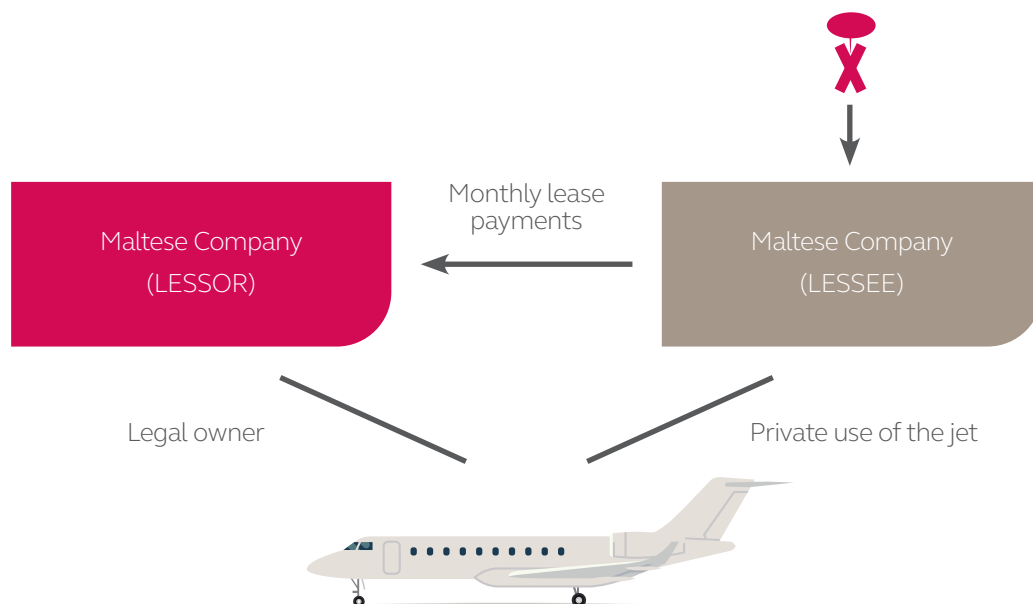 Monthly lease
payments
Maltese Company
(LESSOR)
Maltese Company
(LESSEE)
Legal owner
Private use of the jet